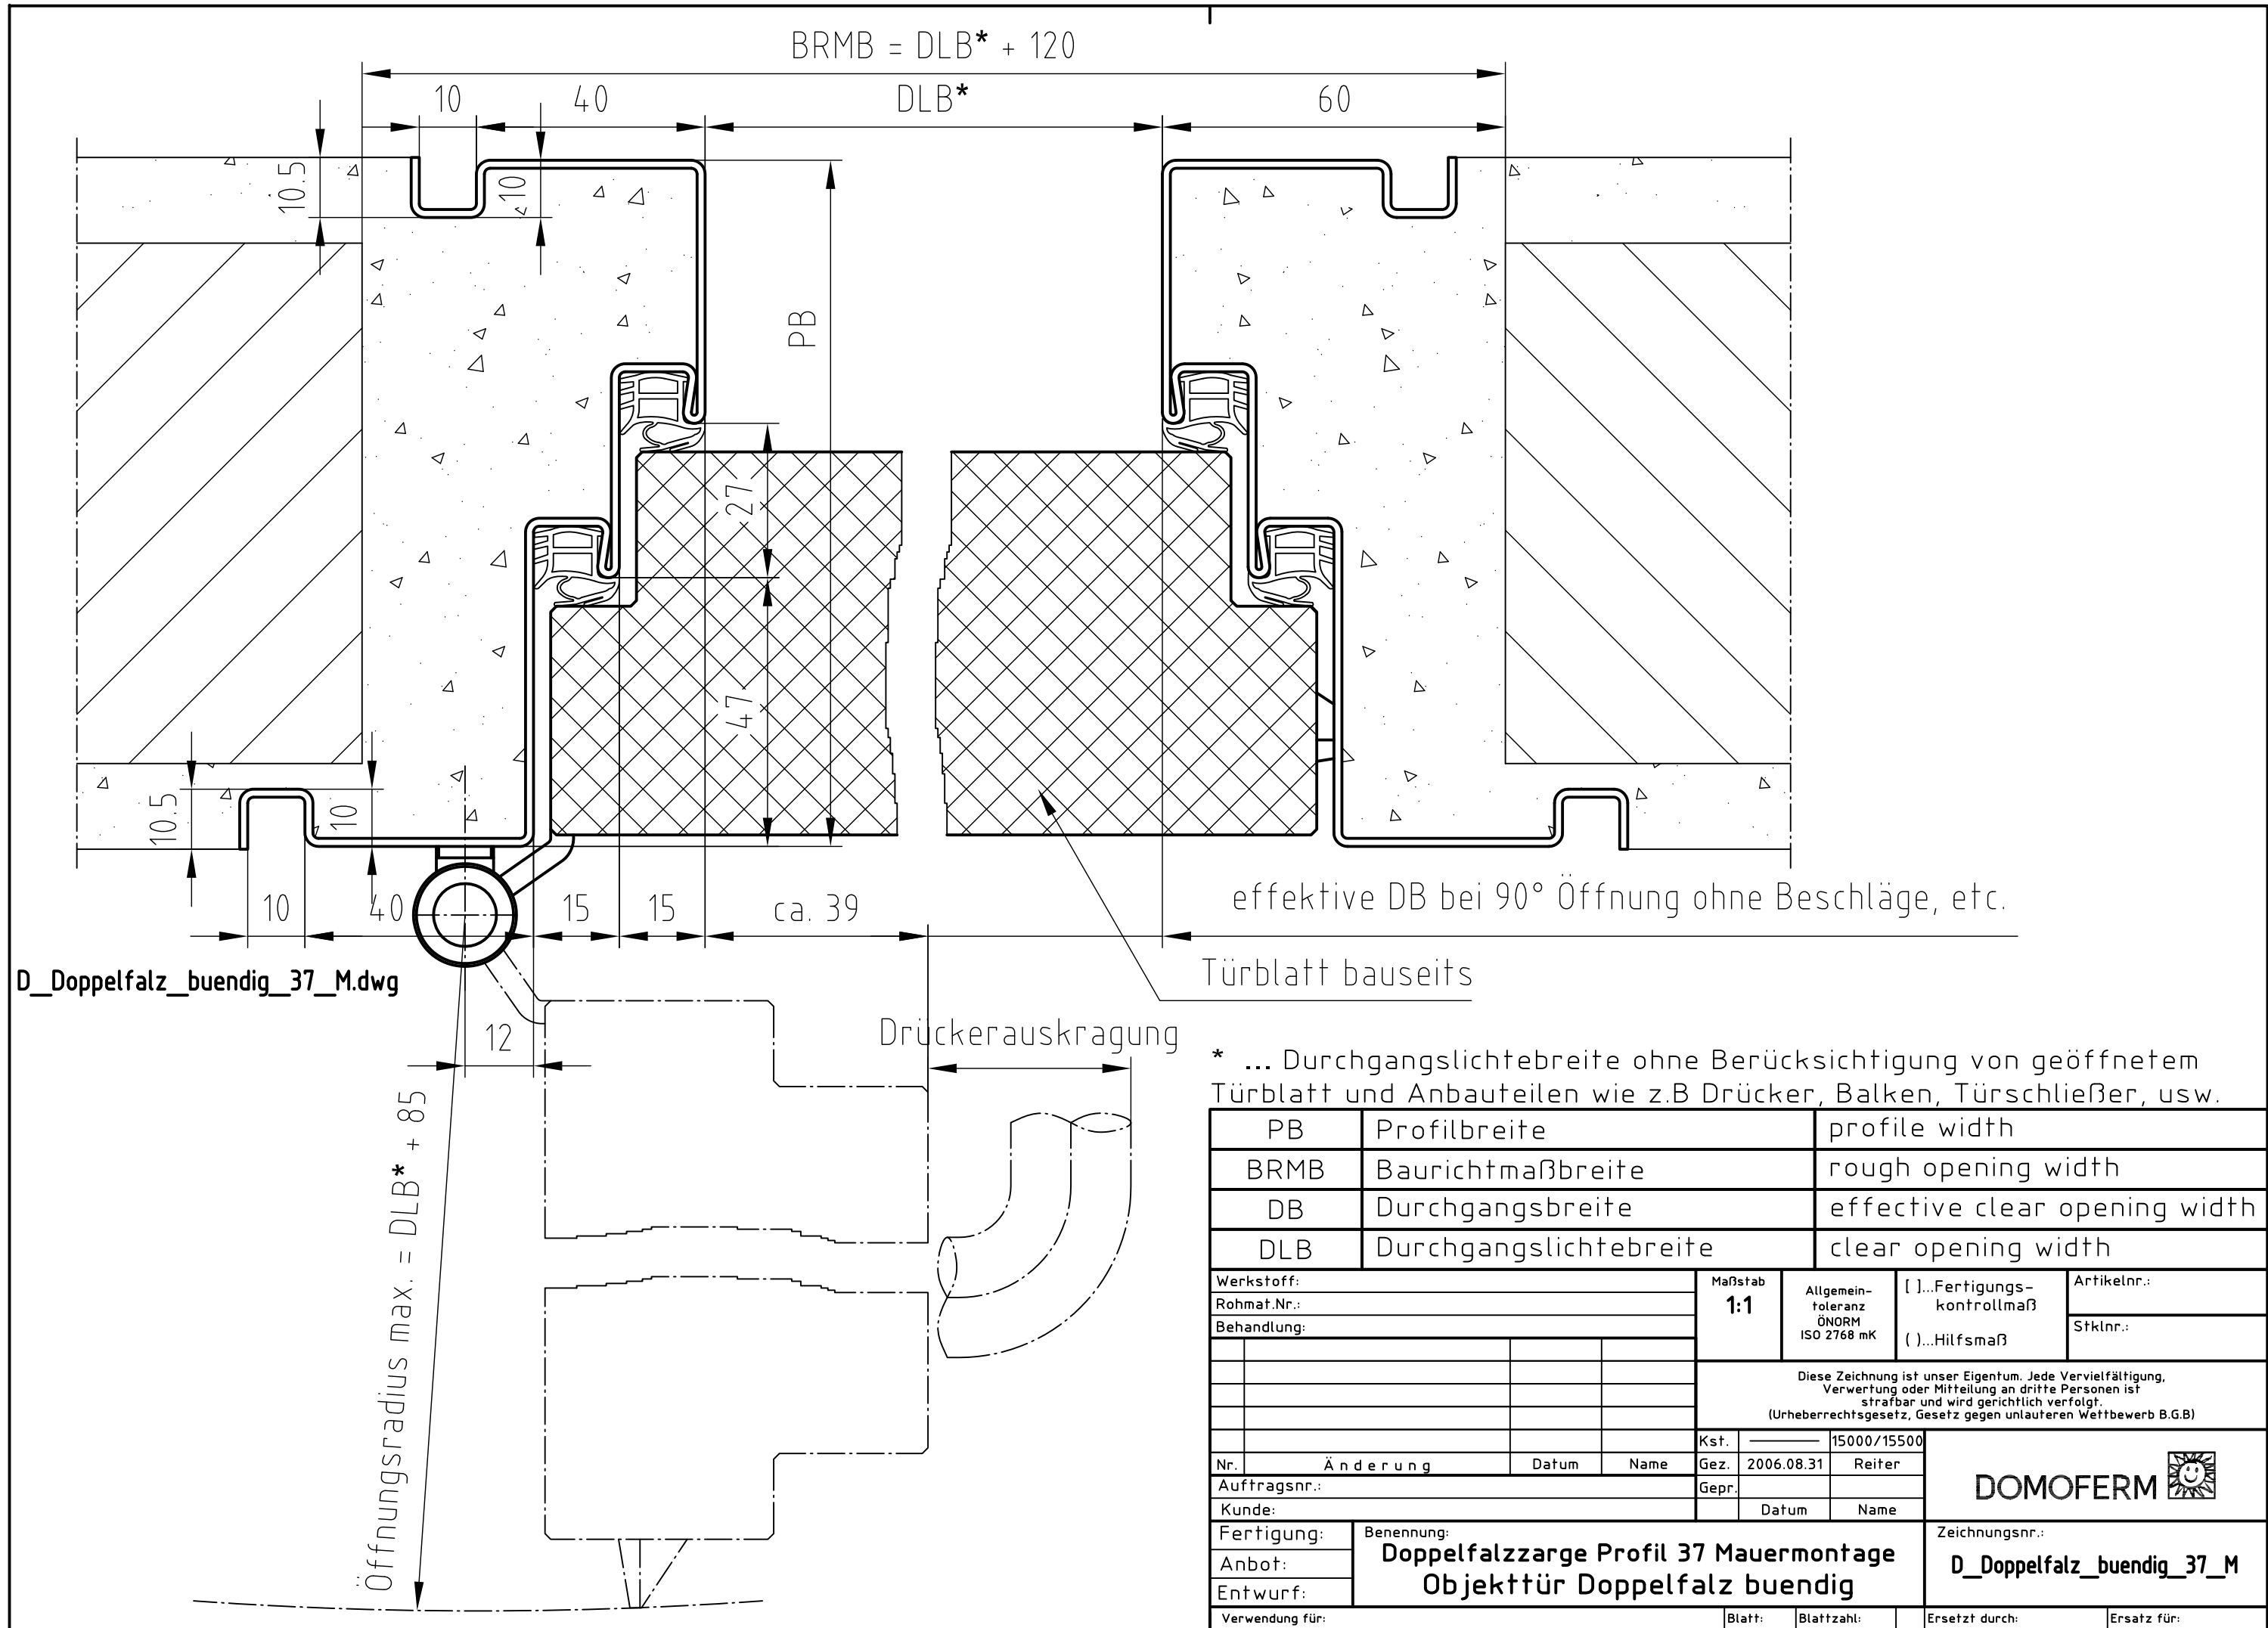 BRMB = DLB* + 120
10
40
DLB*
60
10.5
10
PB
27
47
10.5
10
10
40
15
15
ca. 39
effektive DB bei 90° Öffnung ohne Beschläge, etc.
Türblatt bauseits
D_Doppelfalz_buendig_37_M.dwg
12
Drückerauskragung
Öffnungsradius max. = DLB* + 85
* ... Durchgangslichtebreite ohne Berücksichtigung von geöffnetem
Türblatt und Anbauteilen wie z.B Drücker, Balken, Türschließer, usw.
PB Profilbreite profile width
BRMB Baurichtmaßbreite rough opening width
DB Durchgangsbreite effective clear opening width
DLB Durchgangslichtebreite clear opening width
Werkstoff:
Rohmat.Nr.:
Behandlung:
Maßstab
1:1
Allgemein-
toleranz
ÖNORM
ISO 2768 mK
[ ]...Fertigungs-
kontrollmaß
( )...Hilfsmaß
Artikelnr.:
Stklnr.:
Diese Zeichnung ist unser Eigentum. Jede Vervielfältigung,
Verwertung oder Mitteilung an dritte Personen ist
strafbar und wird gerichtlich verfolgt.
(Urheberrechtsgesetz, Gesetz gegen unlauteren Wettbewerb B.G.B)
Kst. 15000/15500
Nr. Änderung Datum Name
Gez. 2006.08.31 Reiter
Auftragsnr.:
Gepr.
Kunde:
Datum Name
DOMOFERM
Fertigung:
Anbot:
Entwurf:
Benennung:
Doppelfalzzarge Profil 37 Mauermontage
Objekttür Doppelfalz buendig
Zeichnungsnr.:
D_Doppelfalz_buendig_37_M
Verwendung für:
Blatt:
Blattzahl:
Ersetzt durch:
Ersatz für: